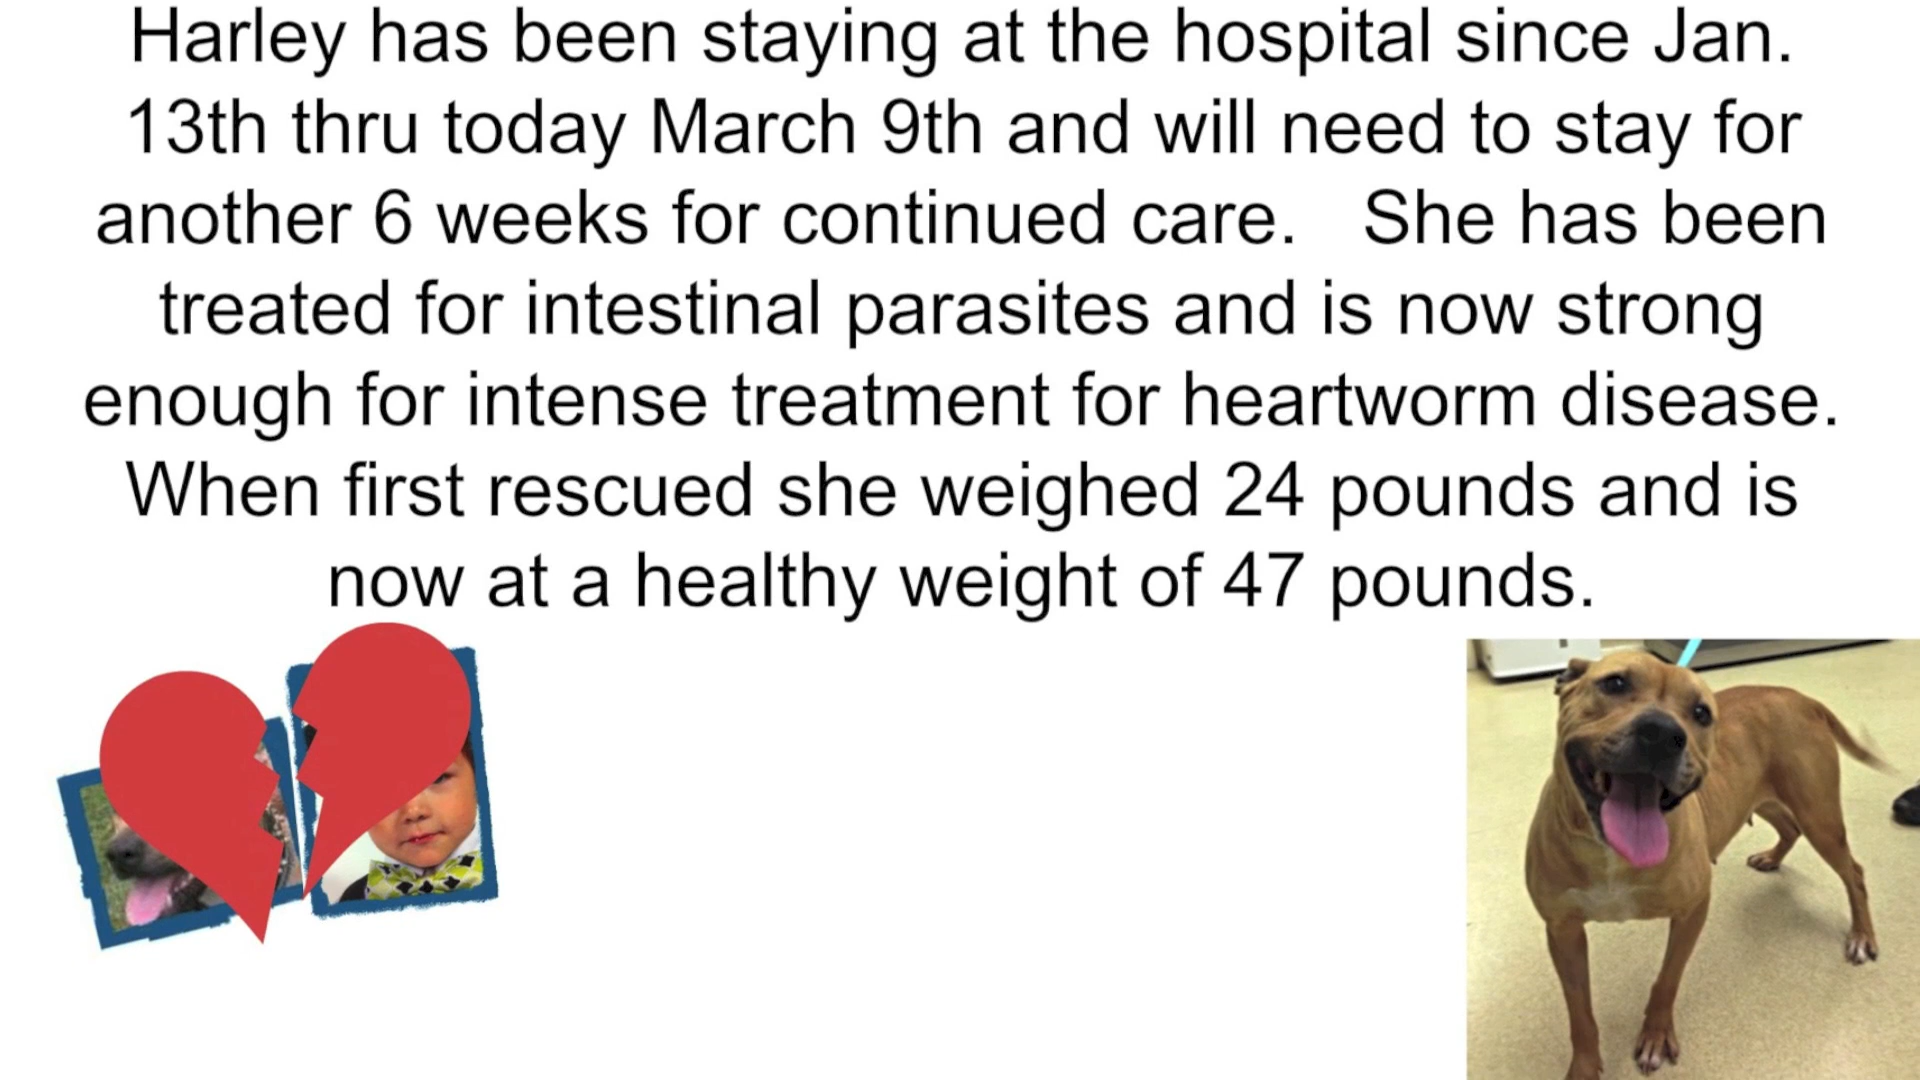 Harley has been staying at the hospital since Jan.
13th thru today March 9th and will need to stay for
another 6 weeks for continued care.   She has been
treated for intestinal parasites and is now strong
enough for intense treatment for heartworm disease.
When first rescued she weighed 24 pounds and is
now at a healthy weight of 47 pounds.